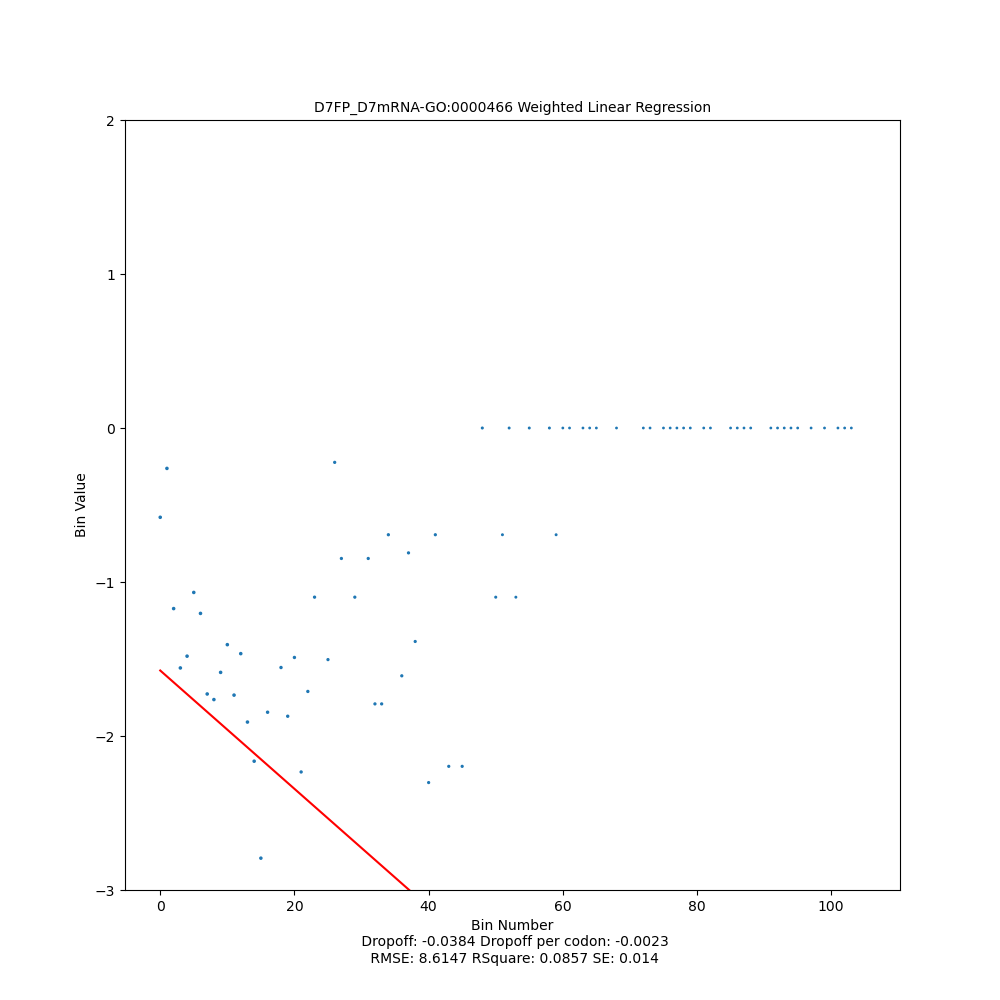 D7FP_D7mRNA-GO:0000466 Weighted Linear Regression
2
1
0
−1
−2
−3
Bin Value
0 20 40 60 80 100
Bin Number
Dropoff: -0.0384 Dropoff per codon: -0.0023
RMSE: 8.6147 RSquare: 0.0857 SE: 0.014